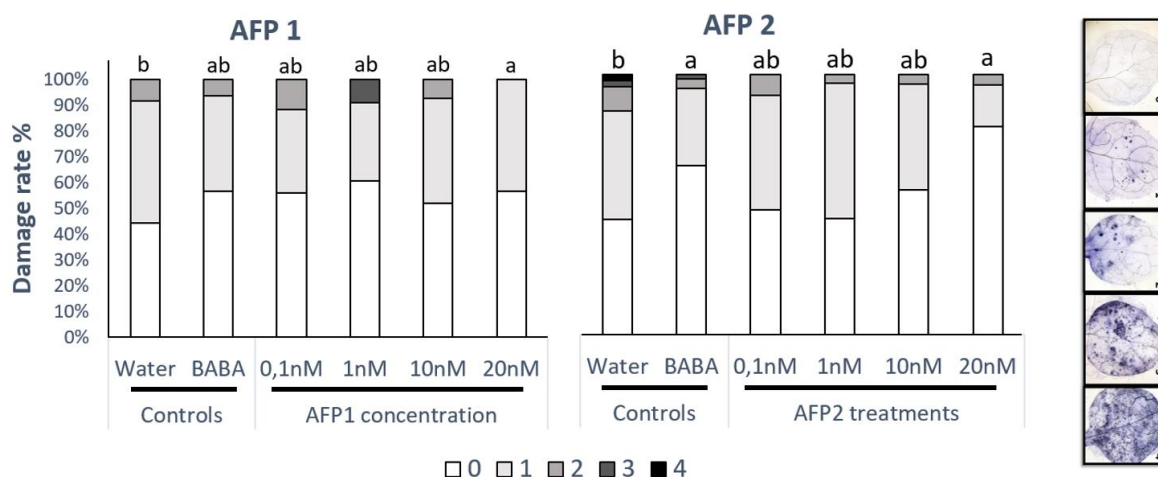 AFP 1
AFP 2
b ab ab ab ab a
b a ab ab ab a
Damage rate %
100%
90%
80%
70%
60%
50%
40%
30%
20%
10%
0%
Water BABA 0,1nM 1nM 10nM 20nM
Water BABA 0,1nM 1nM 10nM 20nM
Controls AFP1 concentration
Controls AFP2 treatments
0 1 2 3 4